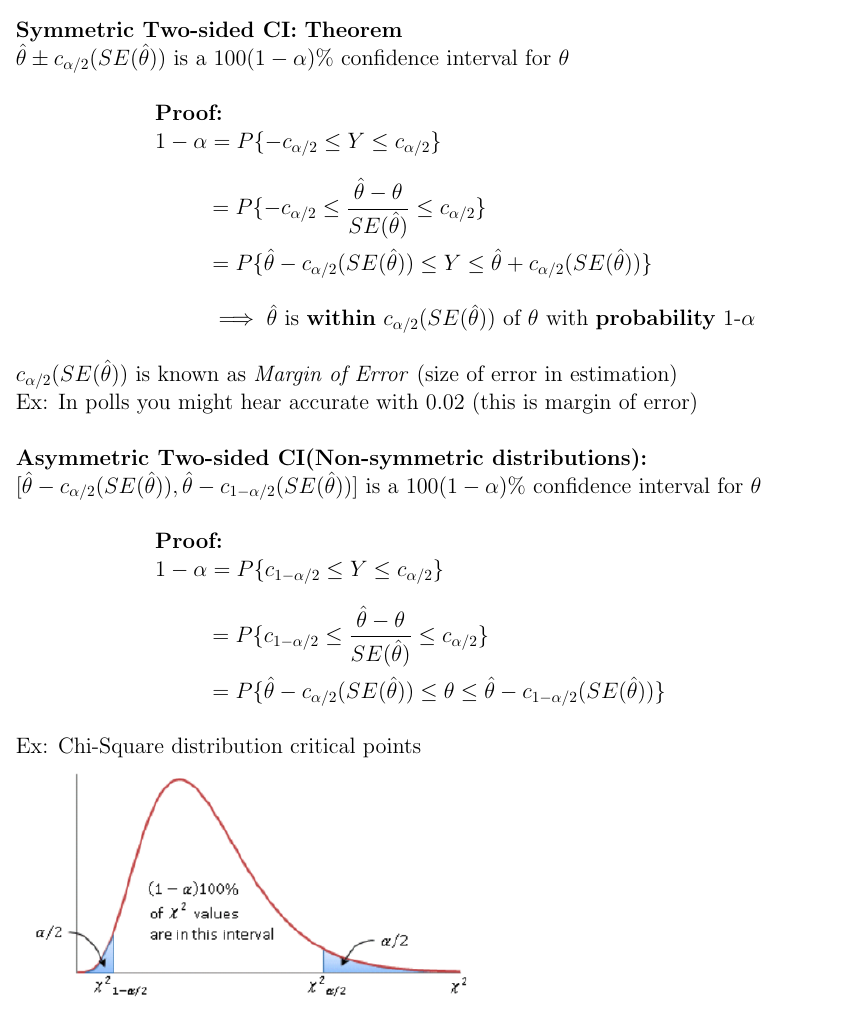 Symmetric Two-sided CI: Theorem
$\hat{\theta} \pm c_{\alpha/2}(SE(\hat{\theta}))$ is a $100(1-\alpha)\%$ confidence interval for $\theta$
Proof:
$1 - \alpha = P\{-c_{\alpha/2} \leq Y \leq c_{\alpha/2}\}$
$= P\{-c_{\alpha/2} \leq \frac{\hat{\theta} - \theta}{SE(\hat{\theta})} \leq c_{\alpha/2}\}$
$= P\{\hat{\theta} - c_{\alpha/2}(SE(\hat{\theta})) \leq Y \leq \hat{\theta} + c_{\alpha/2}(SE(\hat{\theta}))\}$
$\implies \hat{\theta}$ is within $c_{\alpha/2}(SE(\hat{\theta}))$ of $\theta$ with probability 1-$\alpha$
$c_{\alpha/2}(SE(\hat{\theta}))$ is known as Margin of Error (size of error in estimation)
Ex: In polls you might hear accurate with 0.02 (this is margin of error)
Asymmetric Two-sided CI(Non-symmetric distributions):
$[\hat{\theta} - c_{\alpha/2}(SE(\hat{\theta})), \hat{\theta} - c_{1-\alpha/2}(SE(\hat{\theta}))]$ is a $100(1-\alpha)\%$ confidence interval for $\theta$
Proof:
$1 - \alpha = P\{c_{1-\alpha/2} \leq Y \leq c_{\alpha/2}\}$
$= P\{c_{1-\alpha/2} \leq \frac{\hat{\theta} - \theta}{SE(\hat{\theta})} \leq c_{\alpha/2}\}$
$= P\{\hat{\theta} - c_{\alpha/2}(SE(\hat{\theta})) \leq \theta \leq \hat{\theta} - c_{1-\alpha/2}(SE(\hat{\theta}))\}$
Ex: Chi-Square distribution critical points
$(1-\alpha)100\%$
of $\chi^2$ values
are in this interval
$\alpha/2$
$\alpha/2$
$\chi^2_{1-\alpha/2}$
$\chi^2_{\alpha/2}$
$\chi^2$